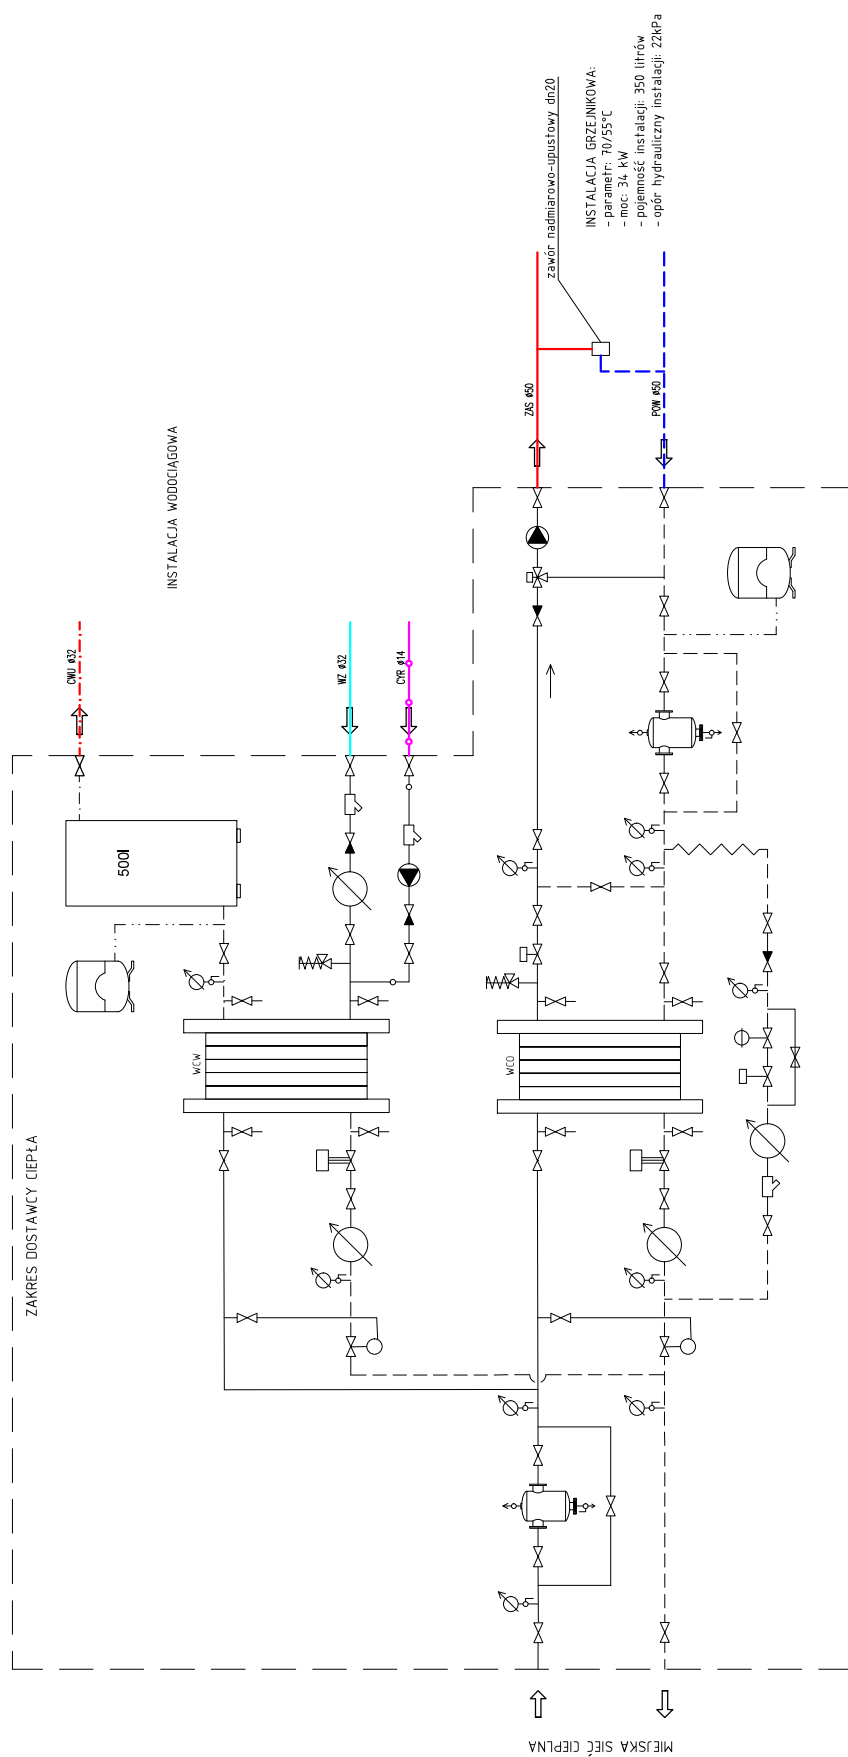 zawór nadmiarowo-upustowy dn20
INSTALACJA GRZEJNIKOWA:
- parametr: 70/55°C
- moc: 34 kW
- pojemność instalacji: 350 litrów
- opór hydrauliczny instalacji: 22kPa
ZAS ø50
POW ø50
INSTALACJA WODOCIĄGOWA
CWU ø32
WZ ø32
CYR ø14
500l
WCW
WCO
ZAKRES DOSTAWCY CIEPŁA
MIEJSKA SIEĆ CIEPLNA